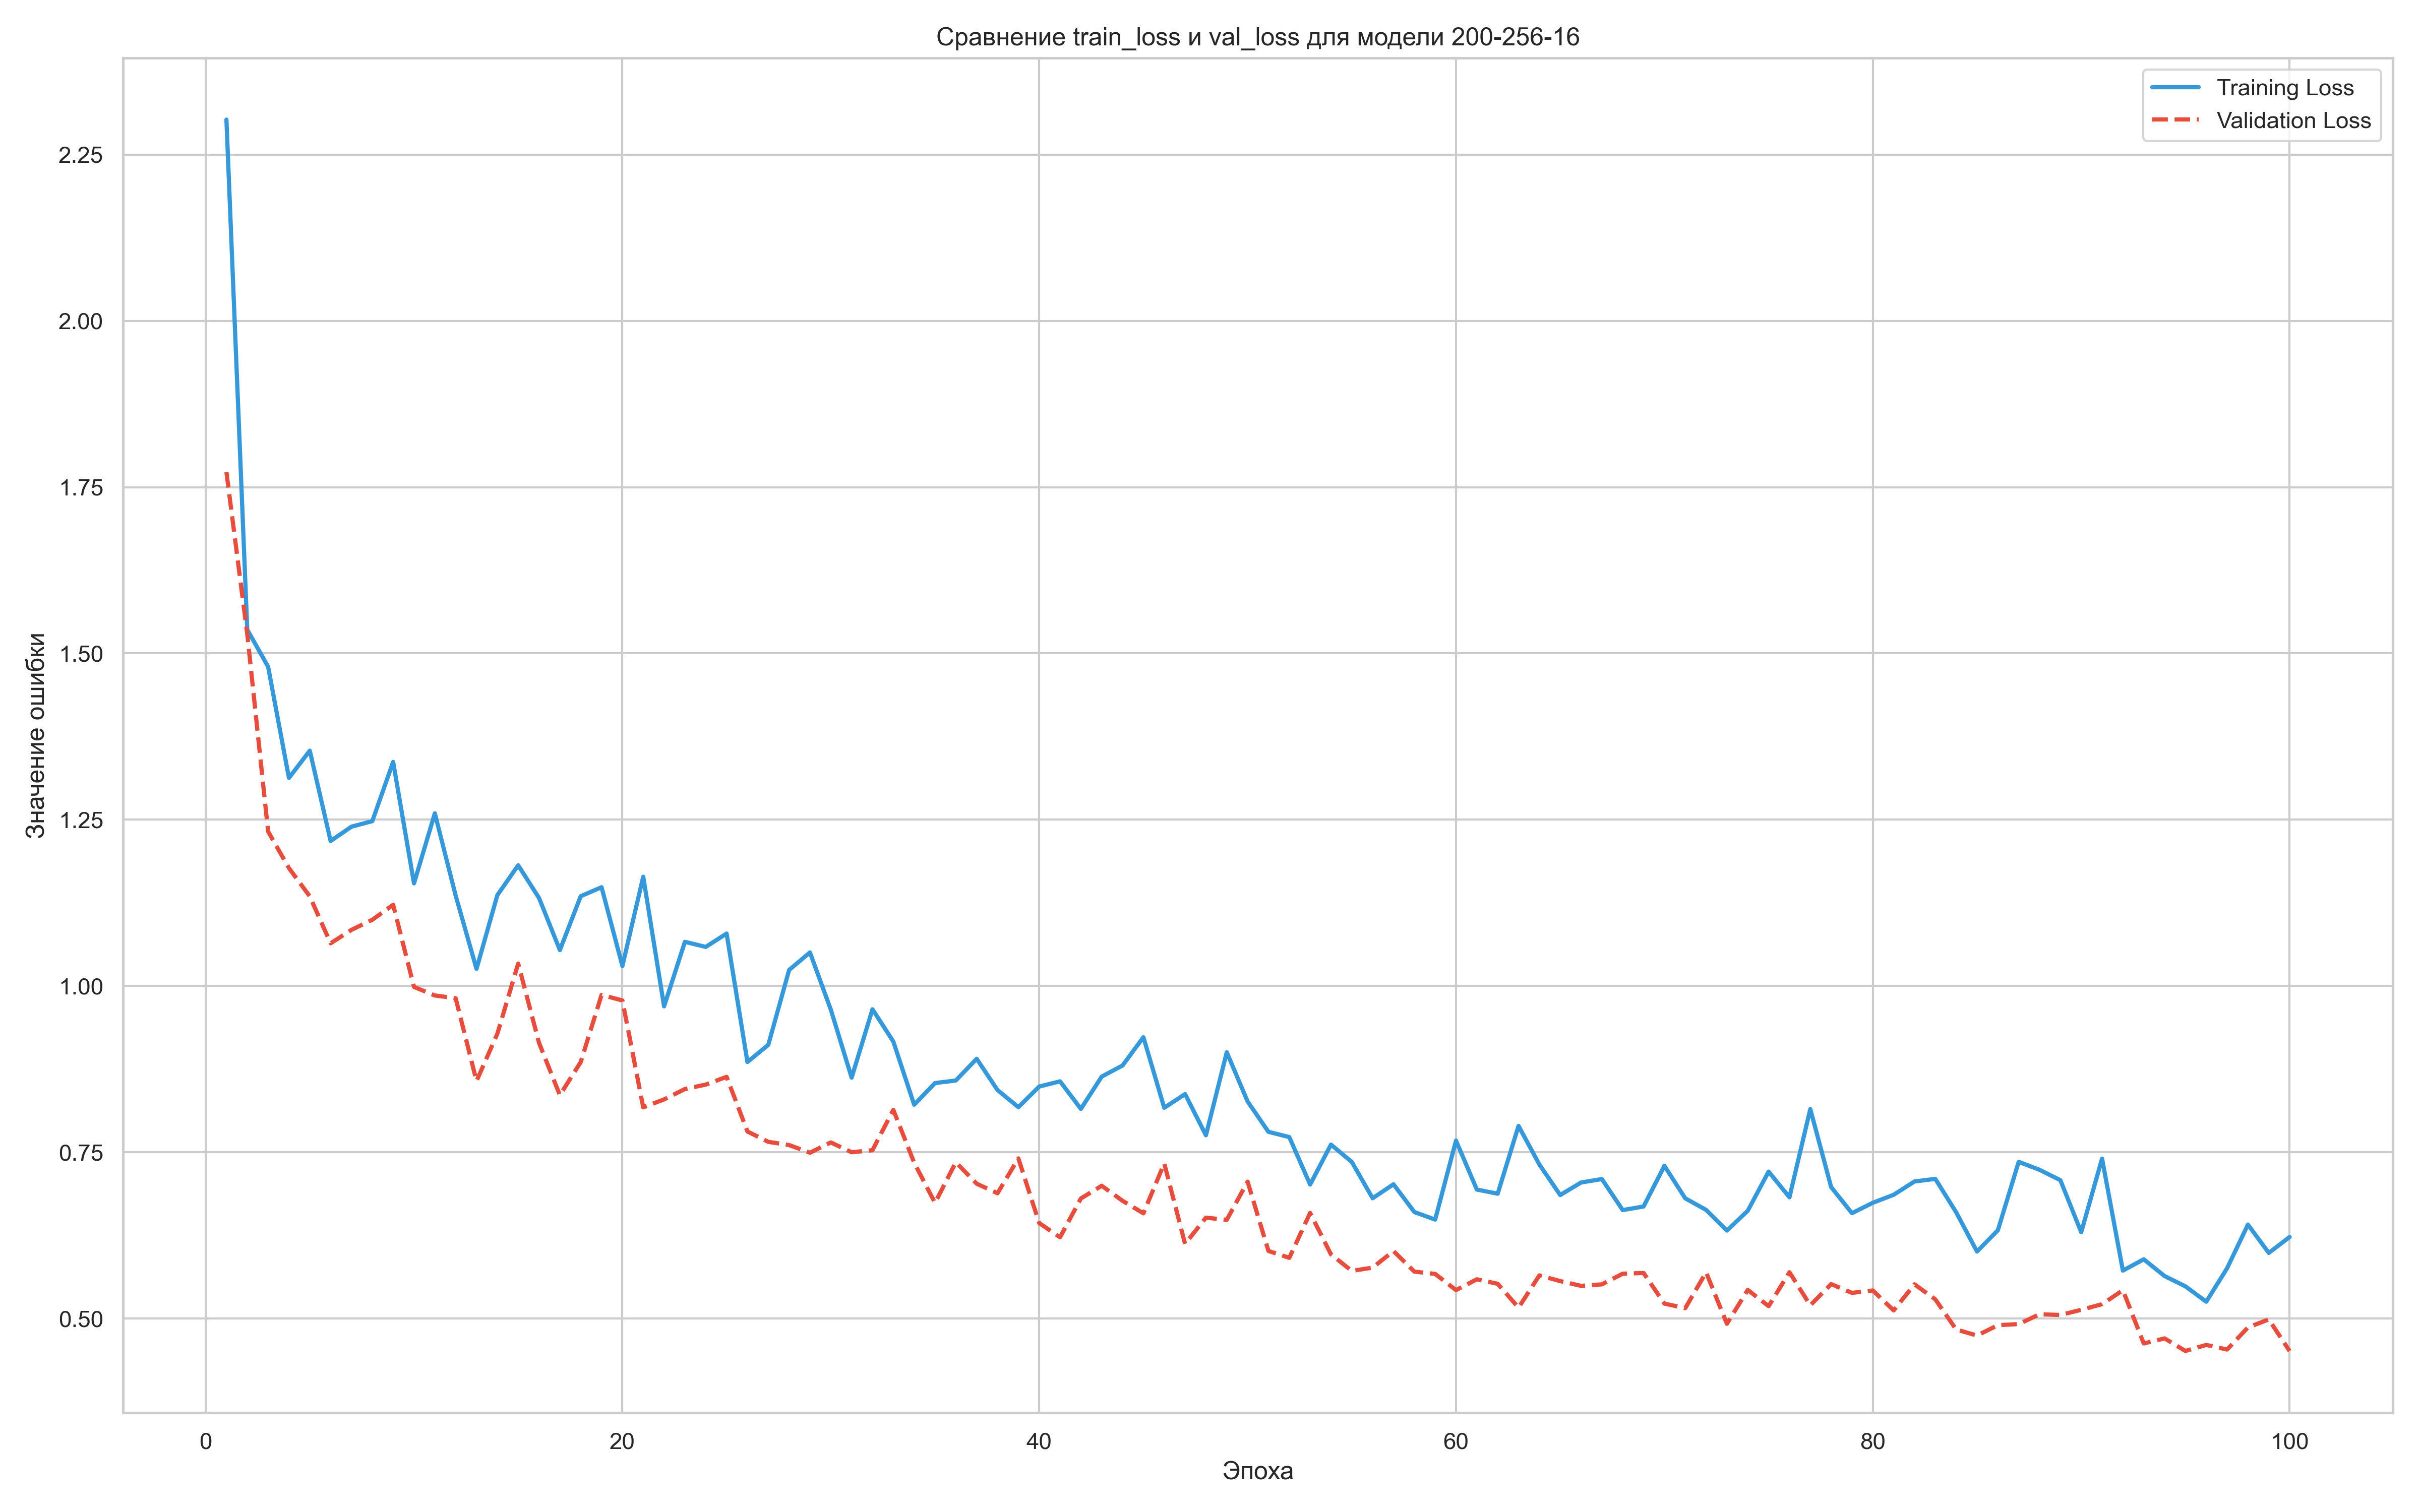 Сравнение train_loss и val_loss для модели 200-256-16
Training Loss
Validation Loss
2.25
2.00
1.75
1.50
1.25
1.00
0.75
0.50
Значение ошибки
0 20 40 60 80 100
Эпоха